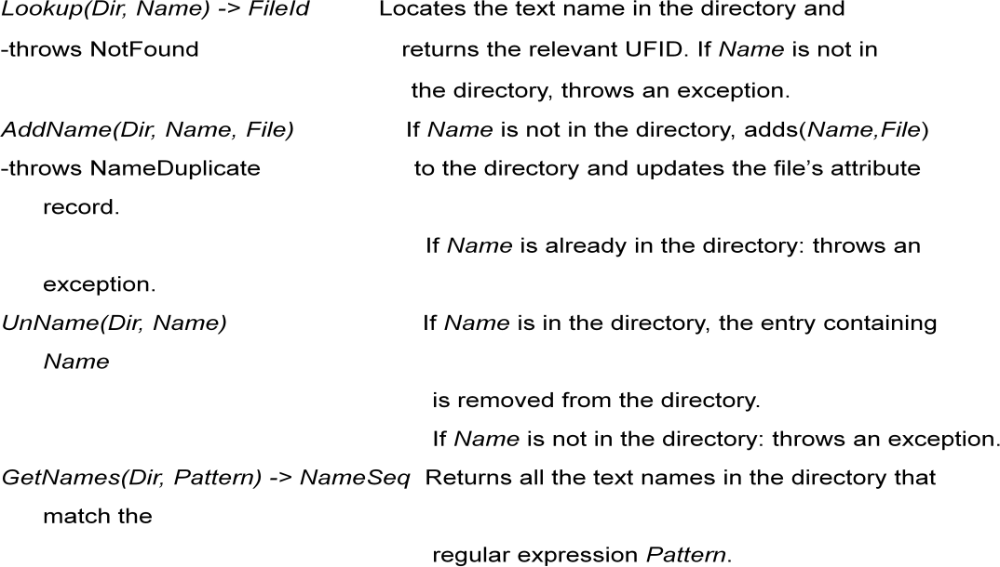 Lookup(Dir, Name) -> FileId Locates the text name in the directory and
-throws NotFound returns the relevant UFID. If Name is not in
the directory, throws an exception.
AddName(Dir, Name, File) If Name is not in the directory, adds(Name,File)
-throws NameDuplicate to the directory and updates the file’s attribute
record.
If Name is already in the directory: throws an
exception.
UnName(Dir, Name) If Name is in the directory, the entry containing
Name
is removed from the directory.
If Name is not in the directory: throws an exception.
GetNames(Dir, Pattern) -> NameSeq Returns all the text names in the directory that
match the
regular expression Pattern.